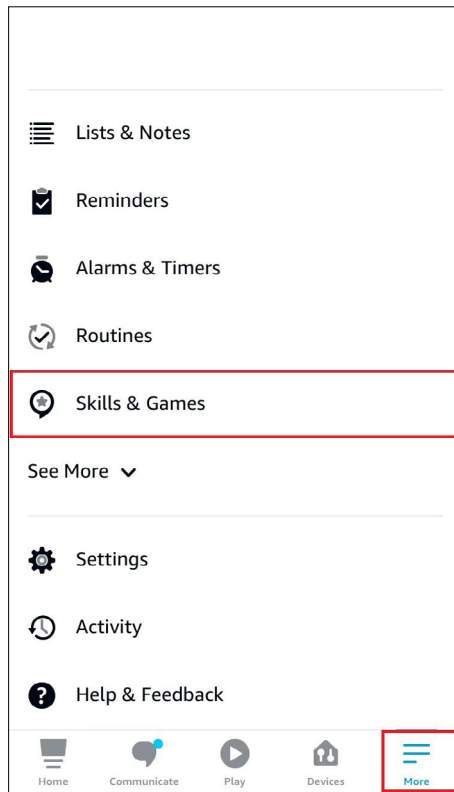 Lists & Notes
Reminders
Alarms & Timers
Routines
Skills & Games
See More
Settings
Activity
Help & Feedback
Home Communicate Play Devices More